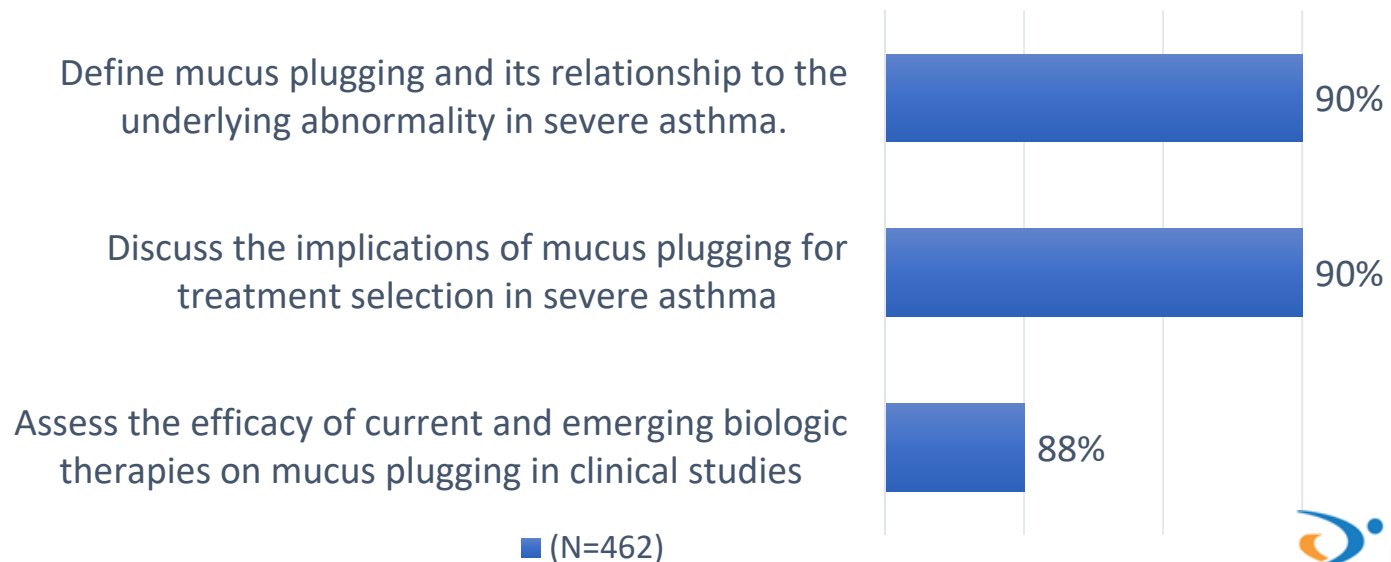 Define mucus plugging and its relationship to the
underlying abnormality in severe asthma.
90%
Discuss the implications of mucus plugging for
treatment selection in severe asthma
90%
Assess the efficacy of current and emerging biologic
therapies on mucus plugging in clinical studies
88%
(N=462)